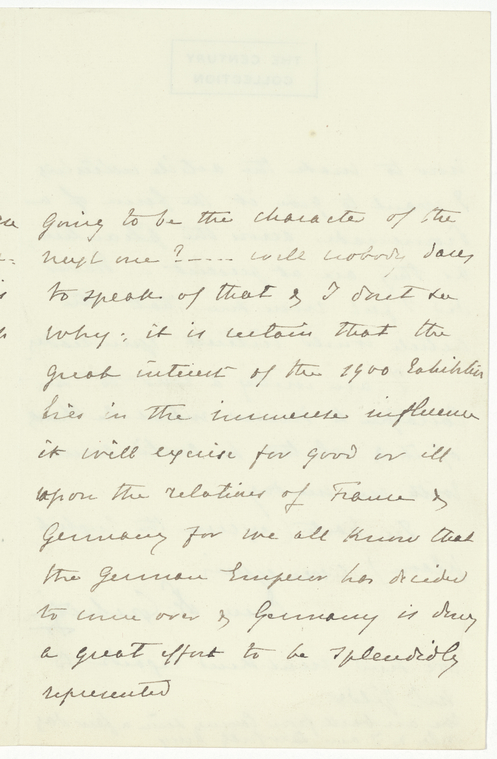 going to be the character of the
next one? ---- well nobody dares
to speak of that & I don't see
why; it is certain that the
great interest of the 1900 Exhibition
lies in the immense influence
it will exercise for good or ill
upon the relations of France &
Germany for we all know that
the German Emperor has decided
to come over & Germany is doing
a great effort to be splendidly
represented